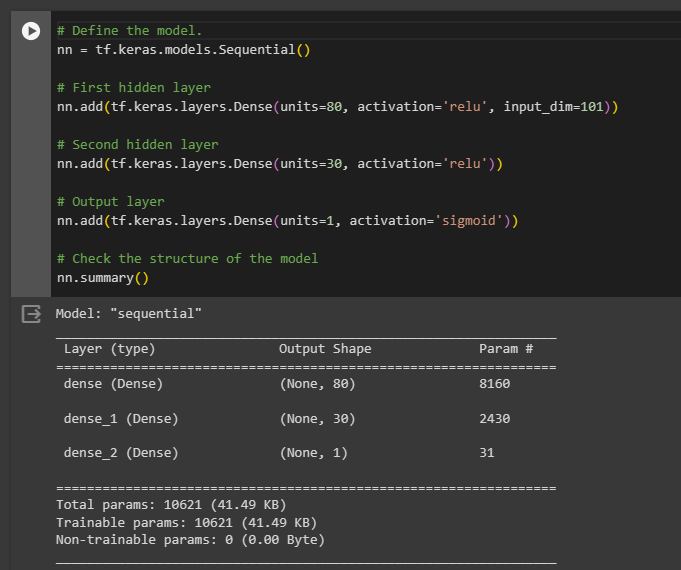 # Define the model.
nn = tf.keras.models.Sequential()
# First hidden layer
nn.add(tf.keras.layers.Dense(units=80, activation='relu', input_dim=101))
# Second hidden layer
nn.add(tf.keras.layers.Dense(units=30, activation='relu'))
# Output layer
nn.add(tf.keras.layers.Dense(units=1, activation='sigmoid'))
# Check the structure of the model
nn.summary()
Model: "sequential"
_________________________________________________________________
Layer (type) Output Shape Param #
=================================================================
dense (Dense) (None, 80) 8160
dense_1 (Dense) (None, 30) 2430
dense_2 (Dense) (None, 1) 31
=================================================================
Total params: 10621 (41.49 KB)
Trainable params: 10621 (41.49 KB)
Non-trainable params: 0 (0.00 Byte)
_________________________________________________________________